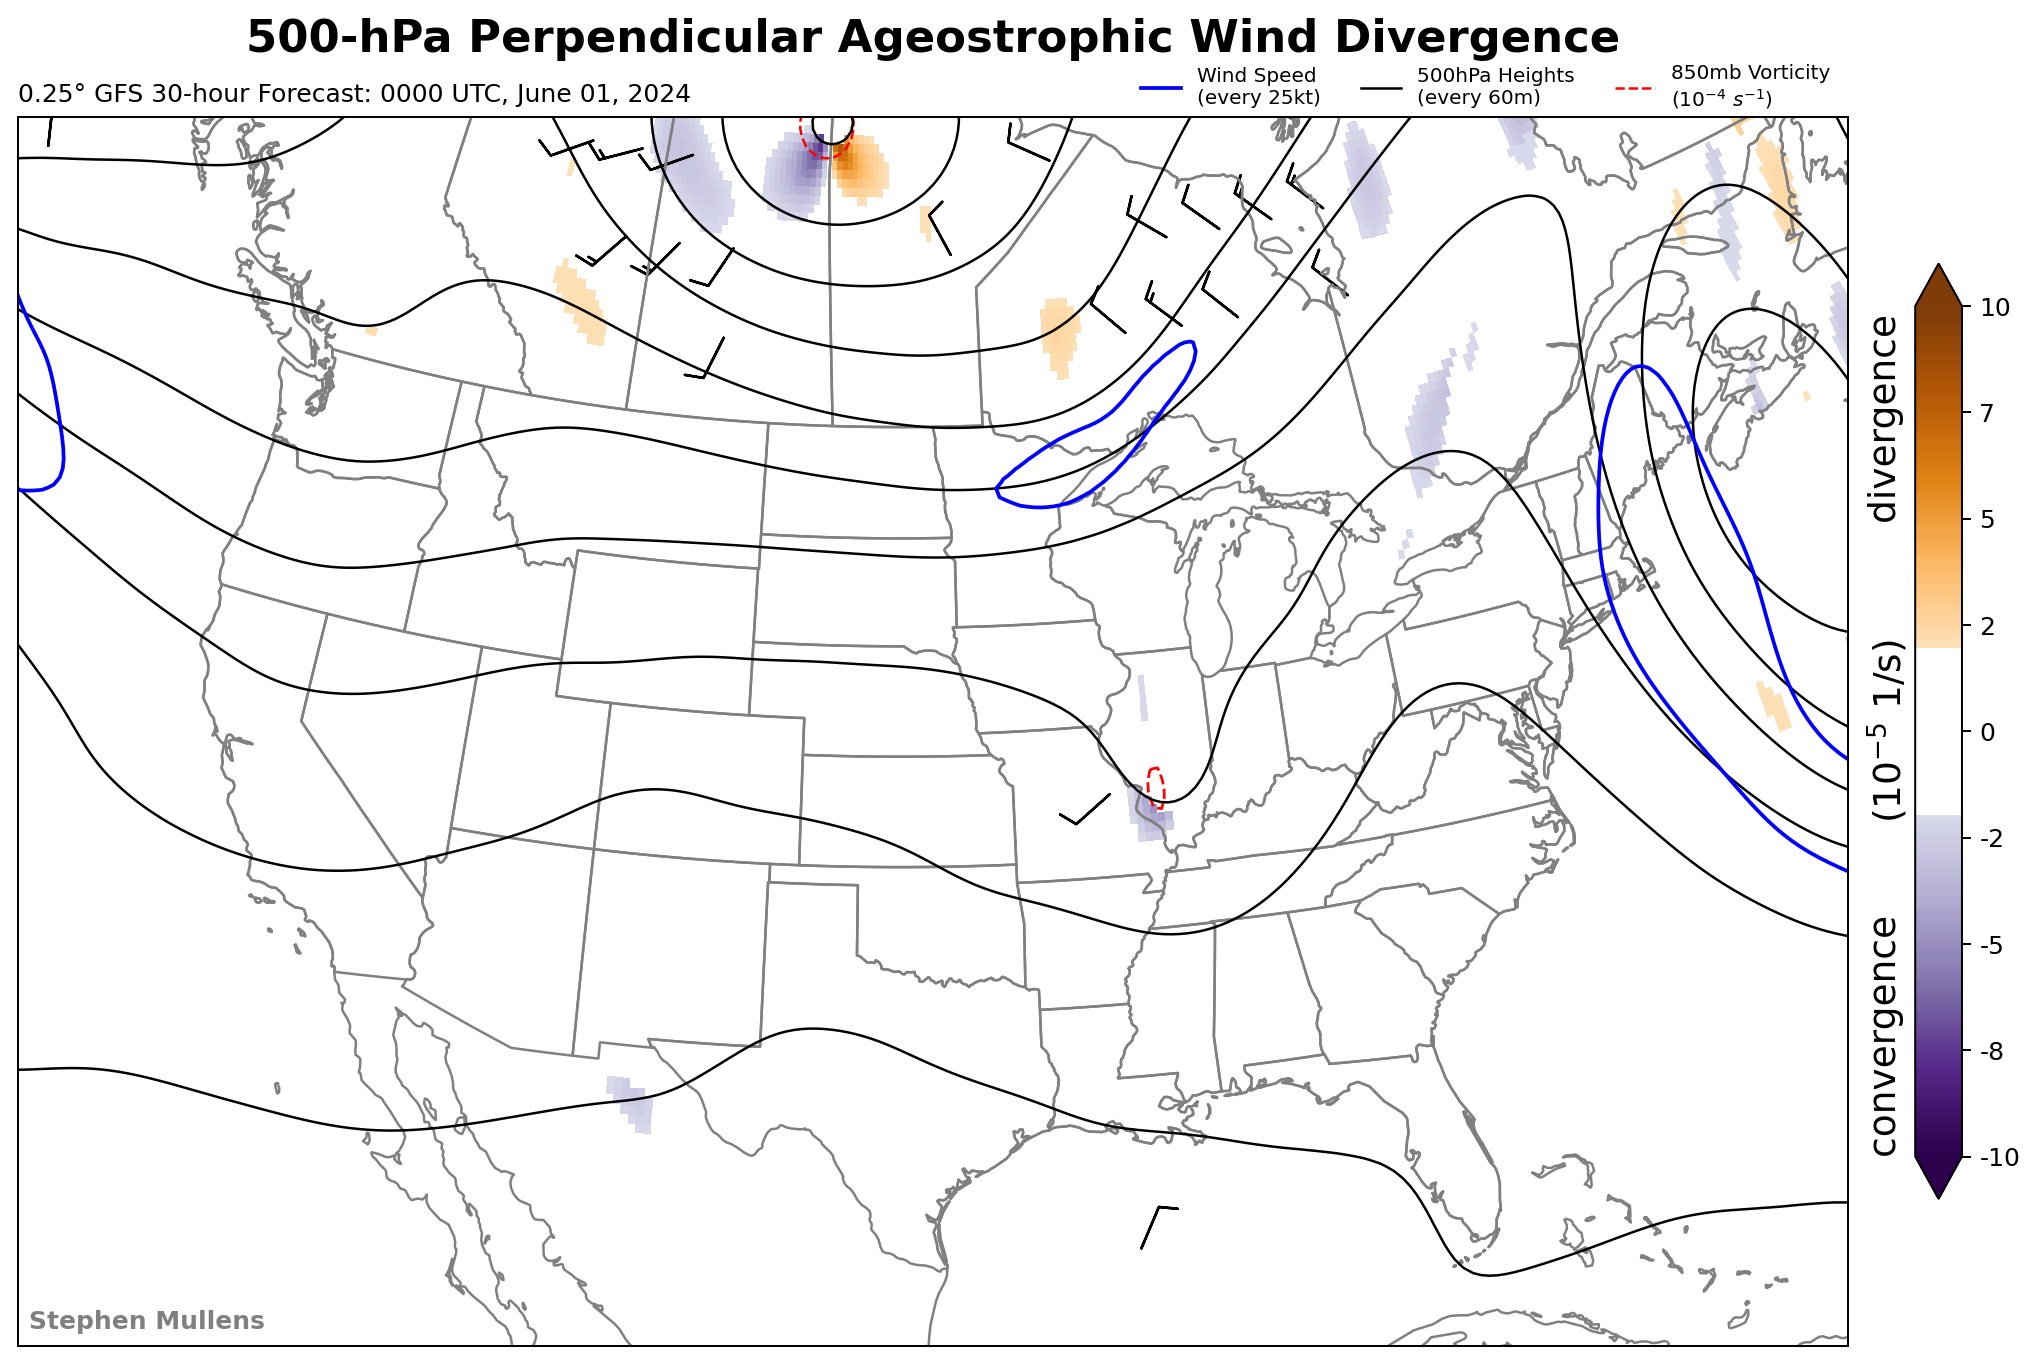 500-hPa Perpendicular Ageostrophic Wind Divergence
0.25° GFS 30-hour Forecast: 0000 UTC, June 01, 2024
Wind Speed
(every 25kt)
500hPa Heights
(every 60m)
850mb Vorticity
(10⁻⁴ s⁻¹)
10
7
5
2
0
-2
-5
-8
-10
convergence (10⁻⁵ 1/s) divergence
Stephen Mullens